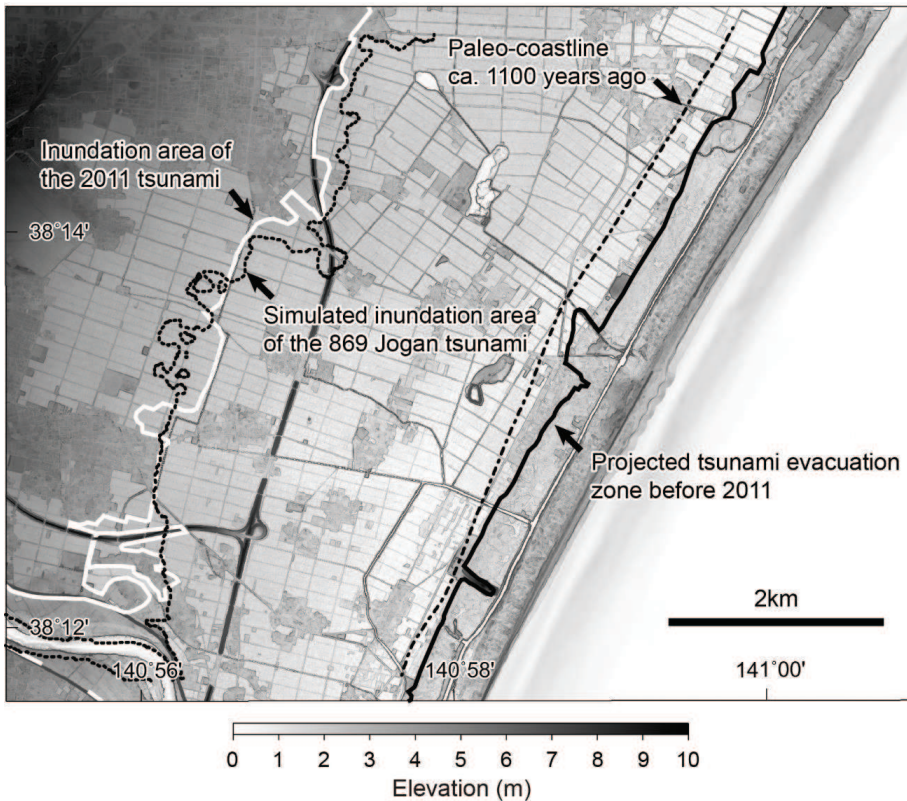 Paleo-coastline
ca. 1100 years ago
Inundation area of
the 2011 tsunami
38°14'
Simulated inundation area
of the 869 Jogan tsunami
Projected tsunami evacuation
zone before 2011
2km
38°12'
140°56'
140°58'
141°00'
0 1 2 3 4 5 6 7 8 9 10
Elevation (m)